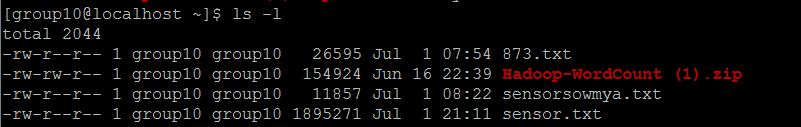 [group10@localhost ~]$ ls -l
total 2044
-rw-r--r-- 1 group10 group10   26595 Jul  1 07:54 873.txt
-rw-rw-r-- 1 group10 group10  154924 Jun 16 22:39 Hadoop-WordCount (1).zip
-rw-r--r-- 1 group10 group10   11857 Jul  1 08:22 sensorsowmya.txt
-rw-r--r-- 1 group10 group10 1895271 Jul  1 21:11 sensor.txt